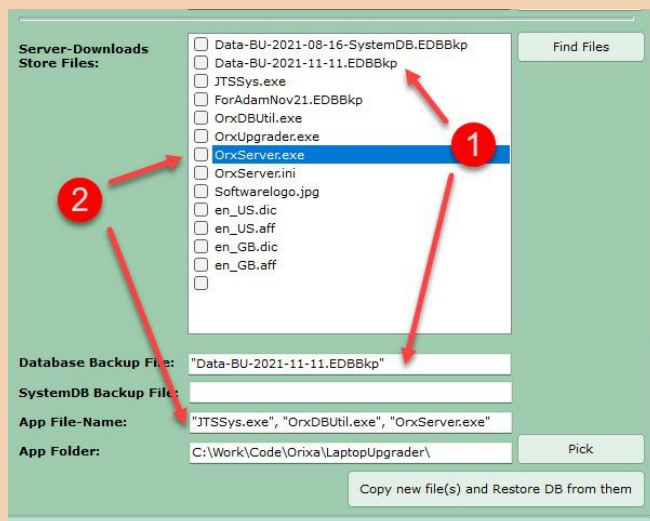 Server-Downloads
Store Files:
Data-BU-2021-08-16-SystemDB.EDBBkp
Data-BU-2021-11-11.EDBBkp
JTSSys.exe
ForAdamNov21.EDBBkp
OrxDBUtil.exe
OrxUpgrader.exe
OrxServer.exe
OrxServer.ini
Softwarelogo.jpg
en_US.dic
en_US.aff
en_GB.dic
en_GB.aff
Find Files
1
2
Database Backup File: "Data-BU-2021-11-11.EDBBkp"
SystemDB Backup File:
App File-Name: "JTSSys.exe", "OrxDBUtil.exe", "OrxServer.exe"
App Folder: C:\Work\Code\Orixa\LaptopUpgrader\ Pick
Copy new file(s) and Restore DB from them